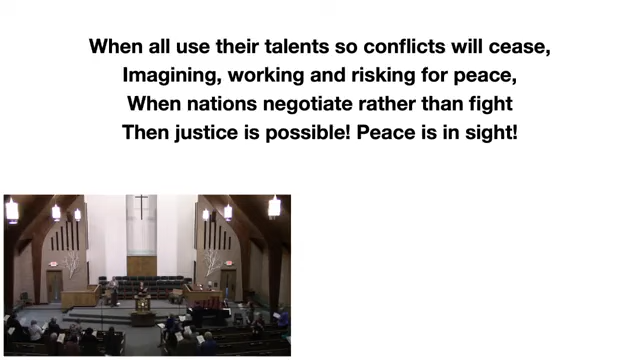 When all use their talents so conflicts will cease,
Imagining, working and risking for peace,
When nations negotiate rather than fight
Then justice is possible! Peace is in sight!